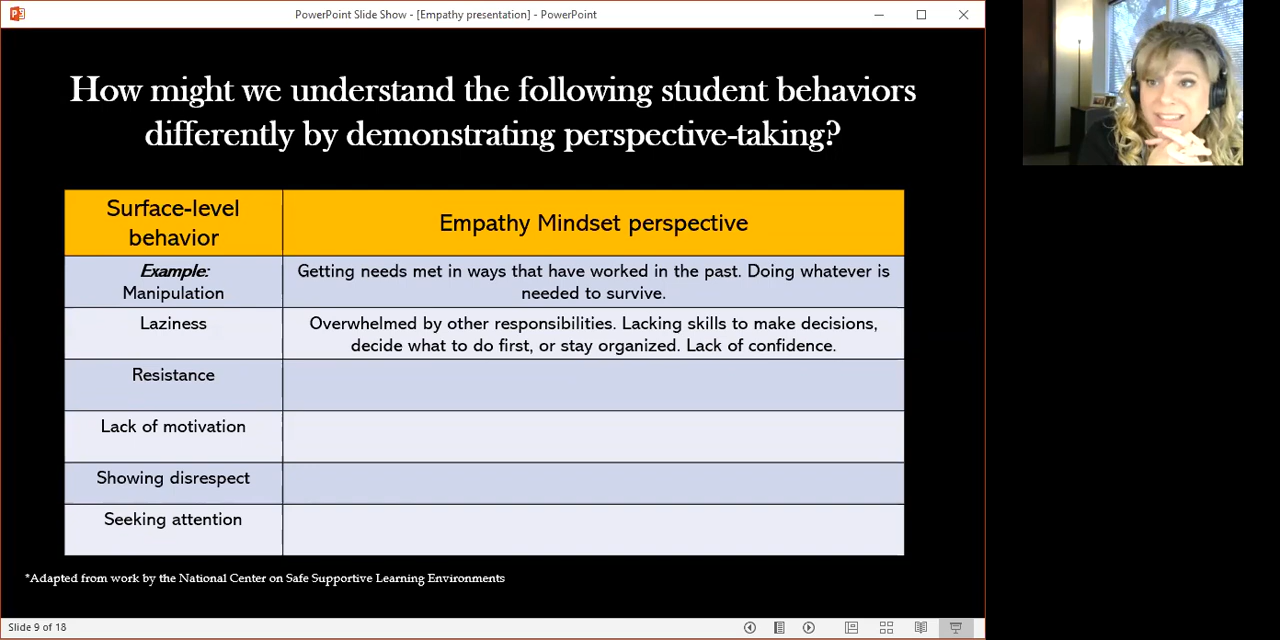 PowerPoint Slide Show - [Empathy presentation] - PowerPoint
How might we understand the following student behaviors
differently by demonstrating perspective-taking?
Surface-level
behavior
Empathy Mindset perspective
Example:
Manipulation
Getting needs met in ways that have worked in the past. Doing whatever is
needed to survive.
Laziness
Overwhelmed by other responsibilities. Lacking skills to make decisions,
decide what to do first, or stay organized. Lack of confidence.
Resistance
Lack of motivation
Showing disrespect
Seeking attention
*Adapted from work by the National Center on Safe Supportive Learning Environments
Slide 9 of 18